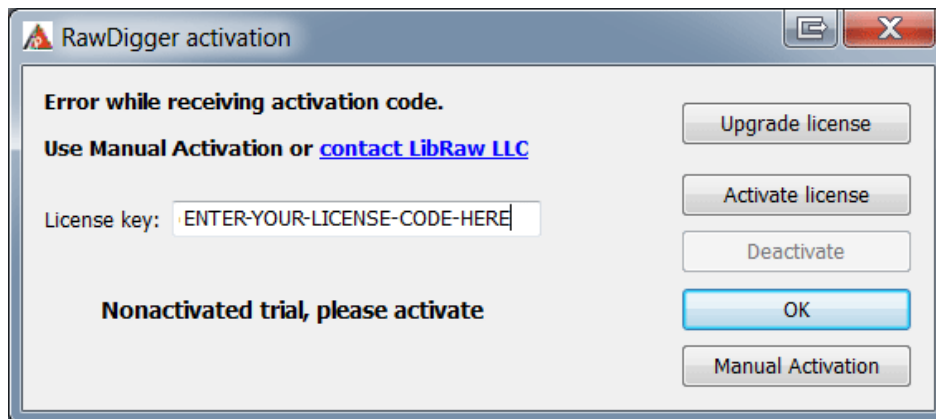 RawDigger activation
Error while receiving activation code.
Use Manual Activation or contact LibRaw LLC
License key: ENTER-YOUR-LICENSE-CODE-HERE
Nonactivated trial, please activate
Upgrade license
Activate license
Deactivate
OK
Manual Activation